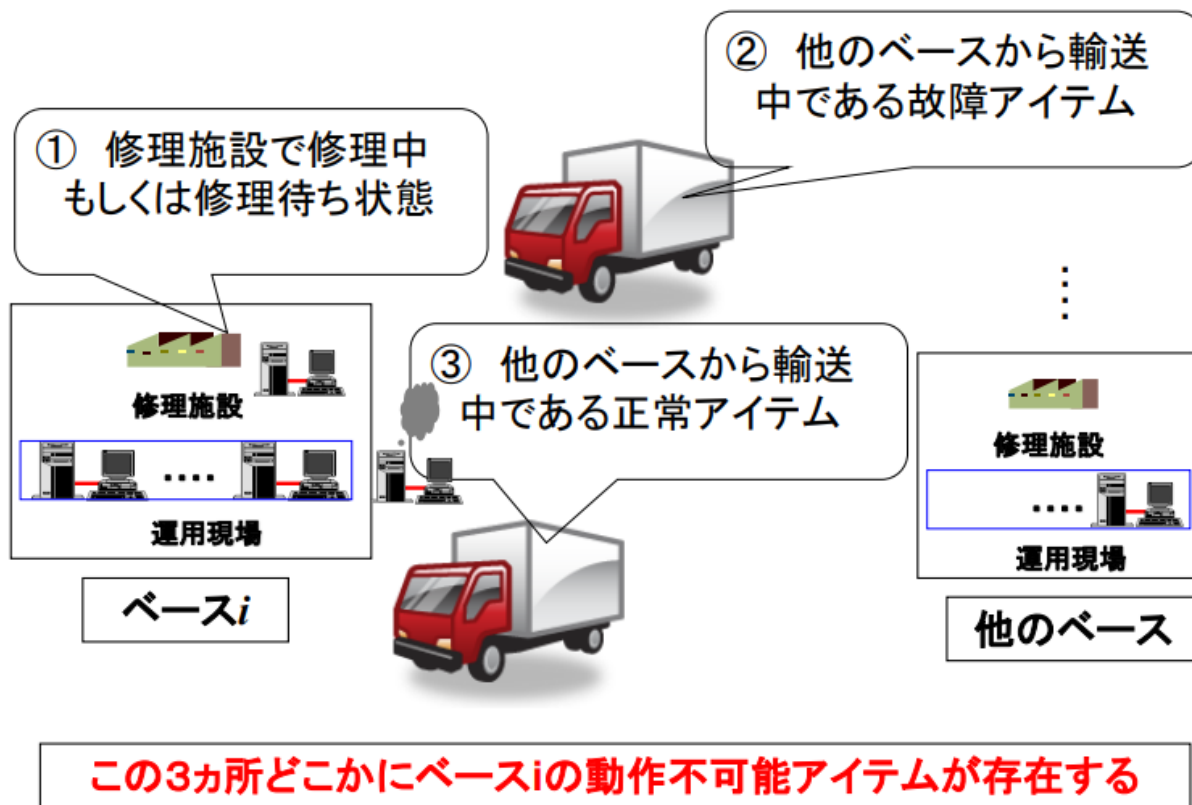 ② 他のベースから輸送
中である故障アイテム
① 修理施設で修理中
もしくは修理待ち状態
③ 他のベースから輸送
中である正常アイテム
修理施設
・・・・
運用現場
ベースi
・・・・
修理施設
・・・・
運用現場
他のベース
この3ヵ所どこかにベースiの動作不可能アイテムが存在する